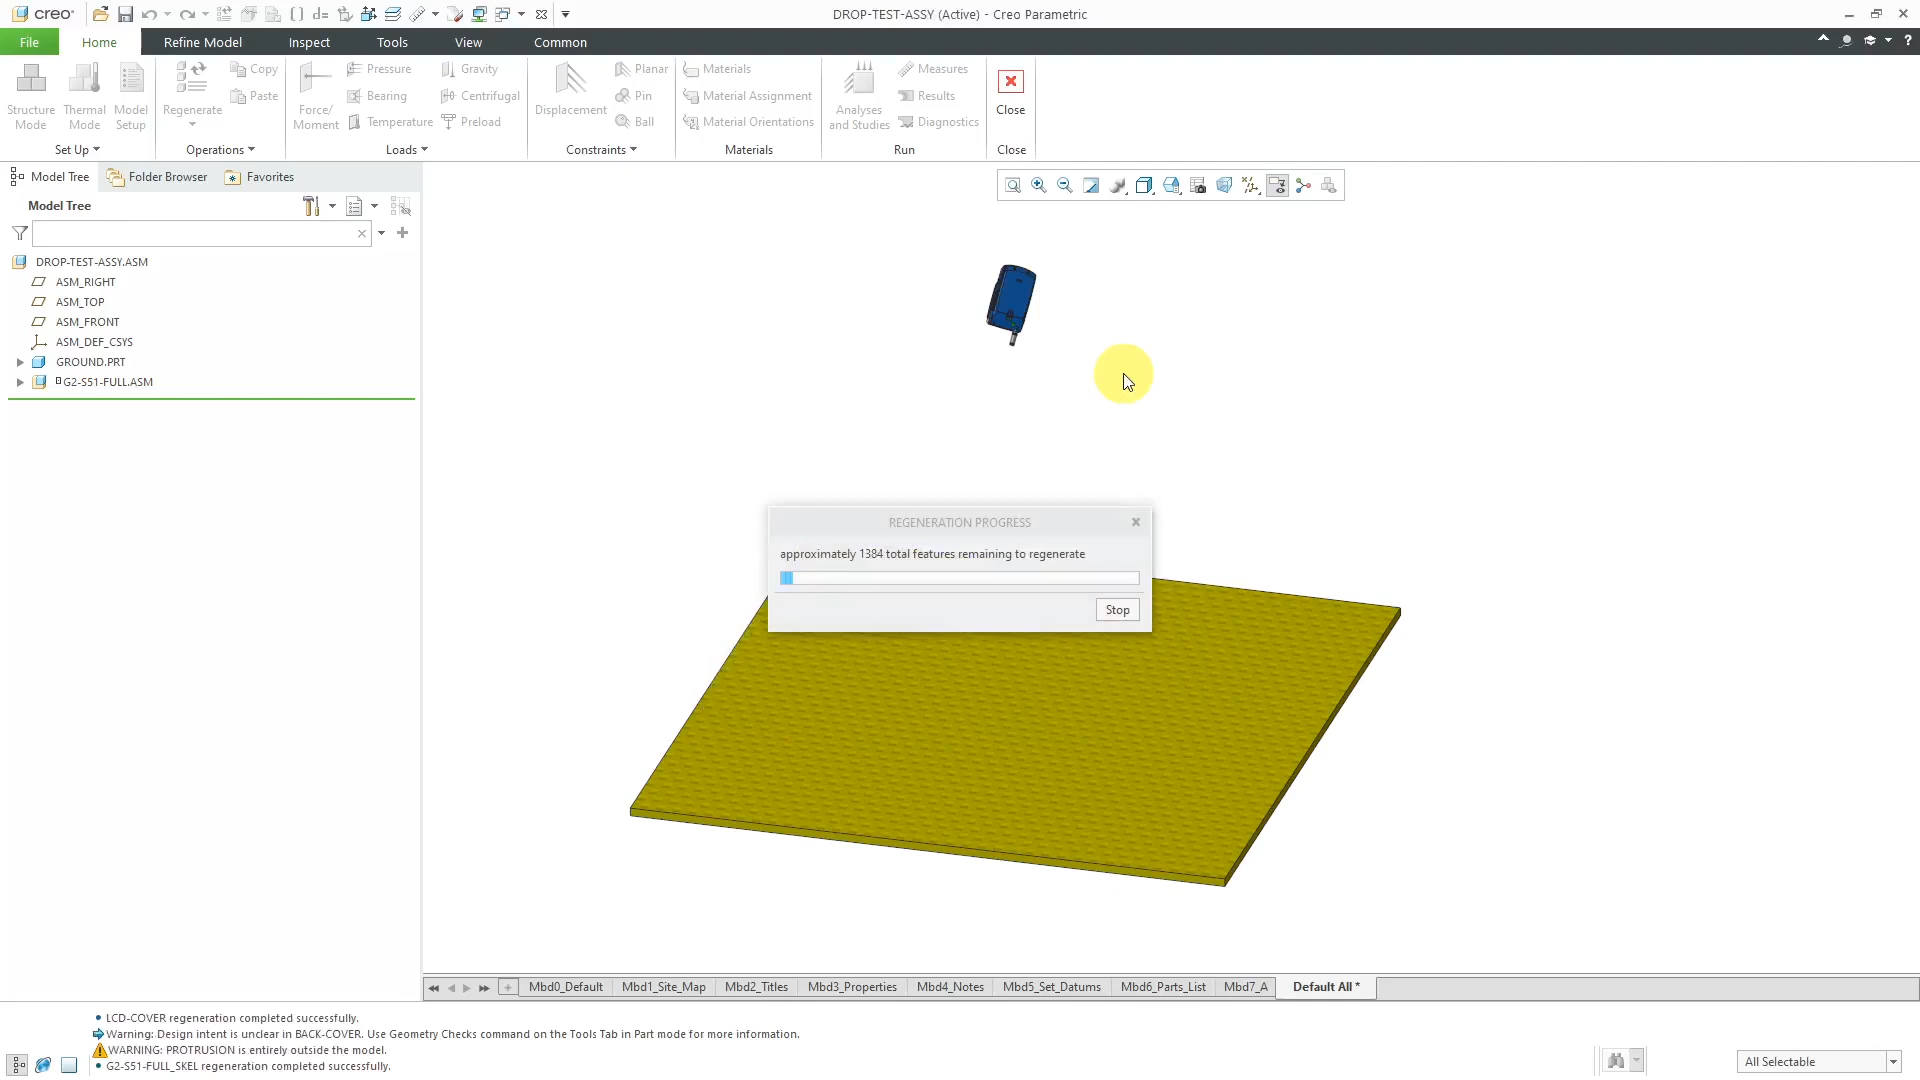 creo
DROP-TEST-ASSY (Active) - Creo Parametric
File
Home
Refine Model
Inspect
Tools
View
Common
Structure Mode
Thermal Mode
Model Setup
Set Up
Regenerate
Copy
Paste
Operations
Force/ Moment
Pressure
Bearing
Temperature
Gravity
Centrifugal
Preload
Loads
Displacement
Planar
Pin
Ball
Constraints
Materials
Material Assignment
Material Orientations
Materials
Analyses and Studies
Measures
Results
Diagnostics
Run
Close
Close
Model Tree
Folder Browser
Favorites
Model Tree
DROP-TEST-ASSY.ASM
ASM_RIGHT
ASM_TOP
ASM_FRONT
ASM_DEF_CSYS
GROUND.PRT
G2-S51-FULL.ASM
REGENERATION PROGRESS
approximately 1384 total features remaining to regenerate
Stop
Mbd0_Default
Mbd1_Site_Map
Mbd2_Titles
Mbd3_Properties
Mbd4_Notes
Mbd5_Set_Datums
Mbd6_Parts_List
Mbd7_A
Default All *
LCD-COVER regeneration completed successfully.
Warning: Design intent is unclear in BACK-COVER. Use Geometry Checks command on the Tools Tab in Part mode for more information.
WARNING: PROTRUSION is entirely outside the model.
G2-S51-FULL_SKEL regeneration completed successfully.
All Selectable